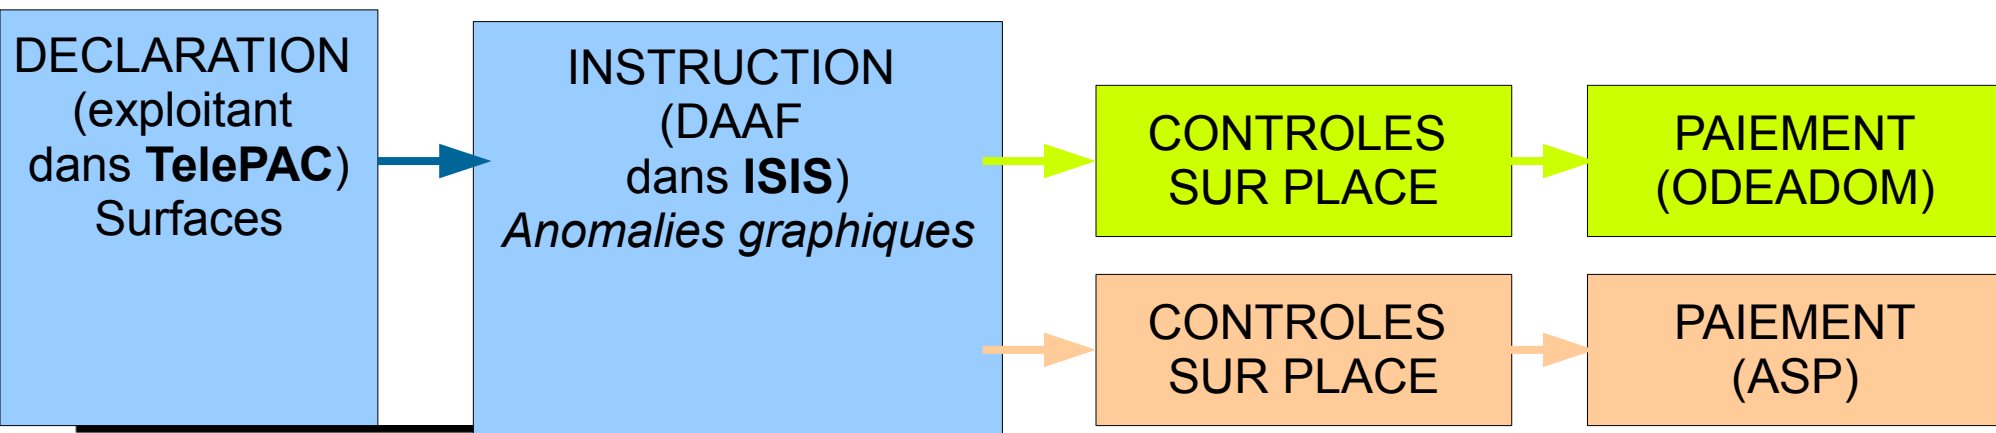 DECLARATION
(exploitant
dans TelePAC)
Surfaces
INSTRUCTION
(DAAF
dans ISIS)
Anomalies graphiques
CONTROLES
SUR PLACE
PAIEMENT
(ODEADOM)
CONTROLES
SUR PLACE
PAIEMENT
(ASP)